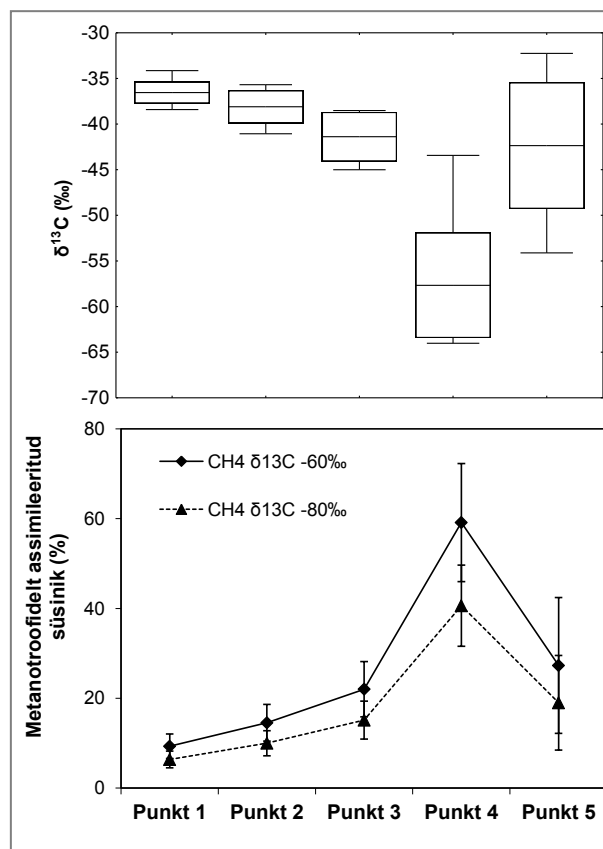 -30
-35
-40
-45
-50
-55
-60
-65
-70
δ¹³C (‰)
80
60
40
20
0
Metanotroofidelt assimileeritud
süsinik (%)
CH4 δ13C -60‰
CH4 δ13C -80‰
Punkt 1 Punkt 2 Punkt 3 Punkt 4 Punkt 5